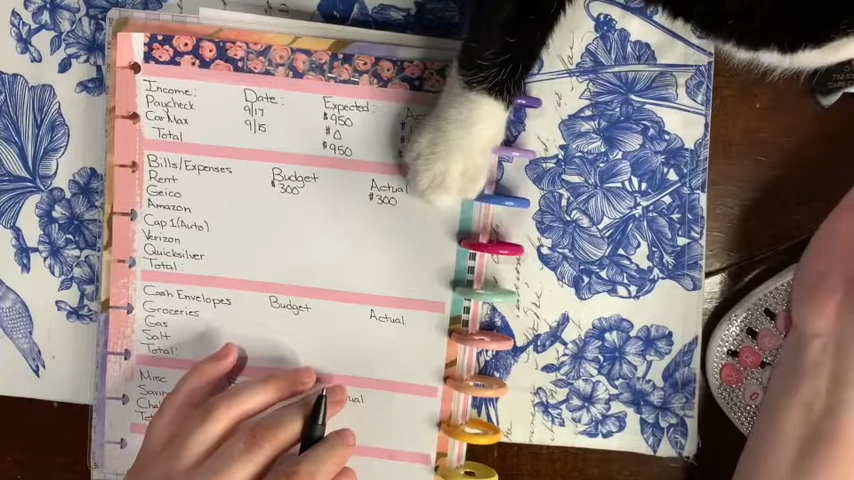 Income: Date: Expected:
Paycheck 9/17 $950
CarMax 9/15 $0
Total $950
Bills/Expenses Budget Actual
Rent $300 $300
Geico
Amazon
Cap 1(Auto)
Verizon
Quicksilver
Total:
Cash Envelopes Budget Actual
Groceries
Gas
Salt
Total:
Misc